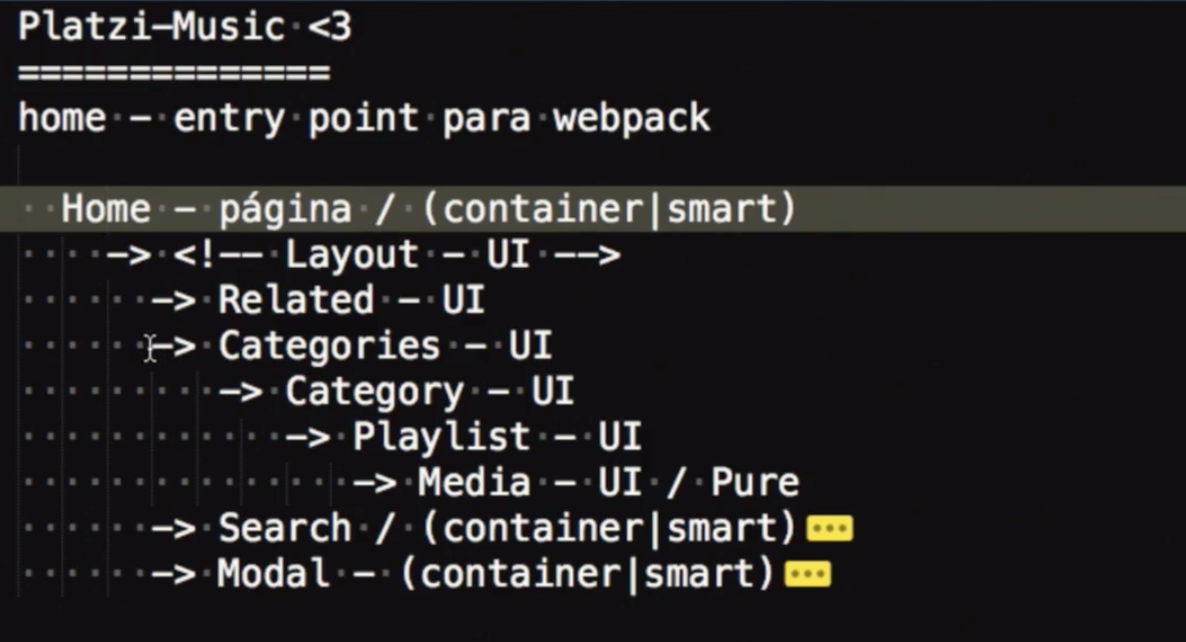 Platzi-Music <3
==============
home - entry point para webpack
Home - página / (container|smart)
-> <!-- Layout - UI -->
-> Related - UI
-> Categories - UI
-> Category - UI
-> Playlist - UI
-> Media - UI / Pure
-> Search / (container|smart)
-> Modal - (container|smart)